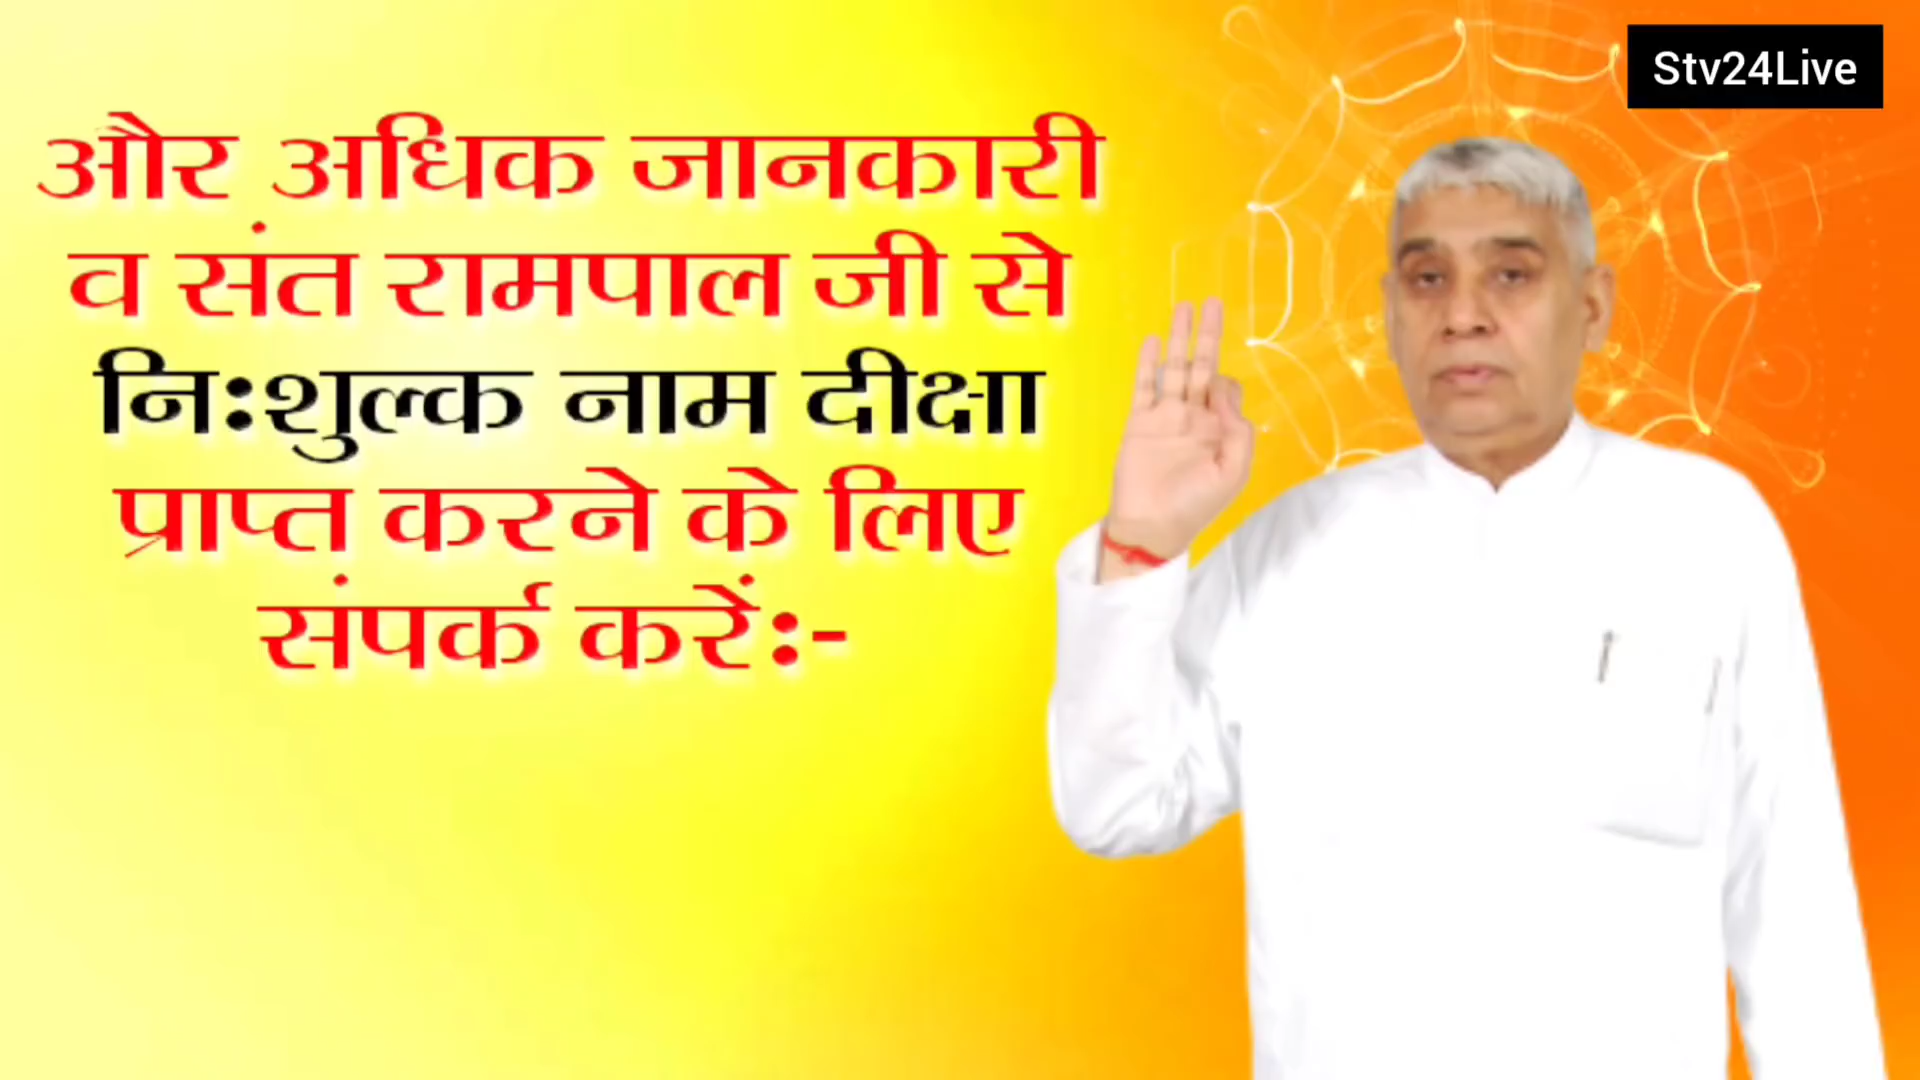 Stv24Live
और अधिक जानकारी
व संत रामपाल जी से
निःशुल्क नाम दीक्षा
प्राप्त करने के लिए
संपर्क करेंः-